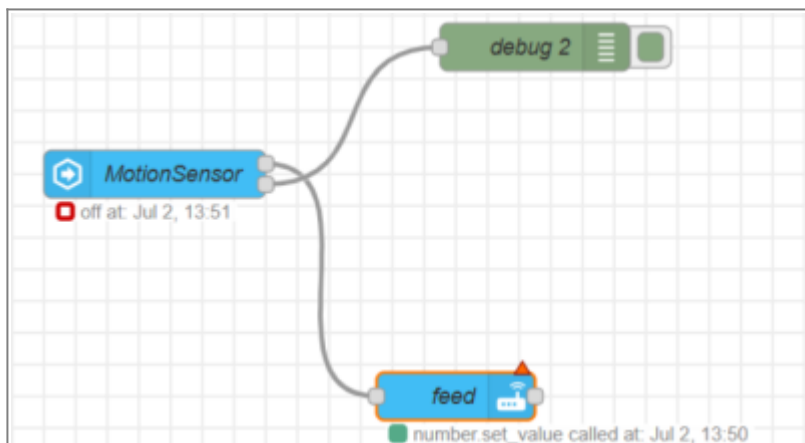 debug 2
MotionSensor
off at: Jul 2, 13:51
feed
number.set_value called at: Jul 2, 13:50